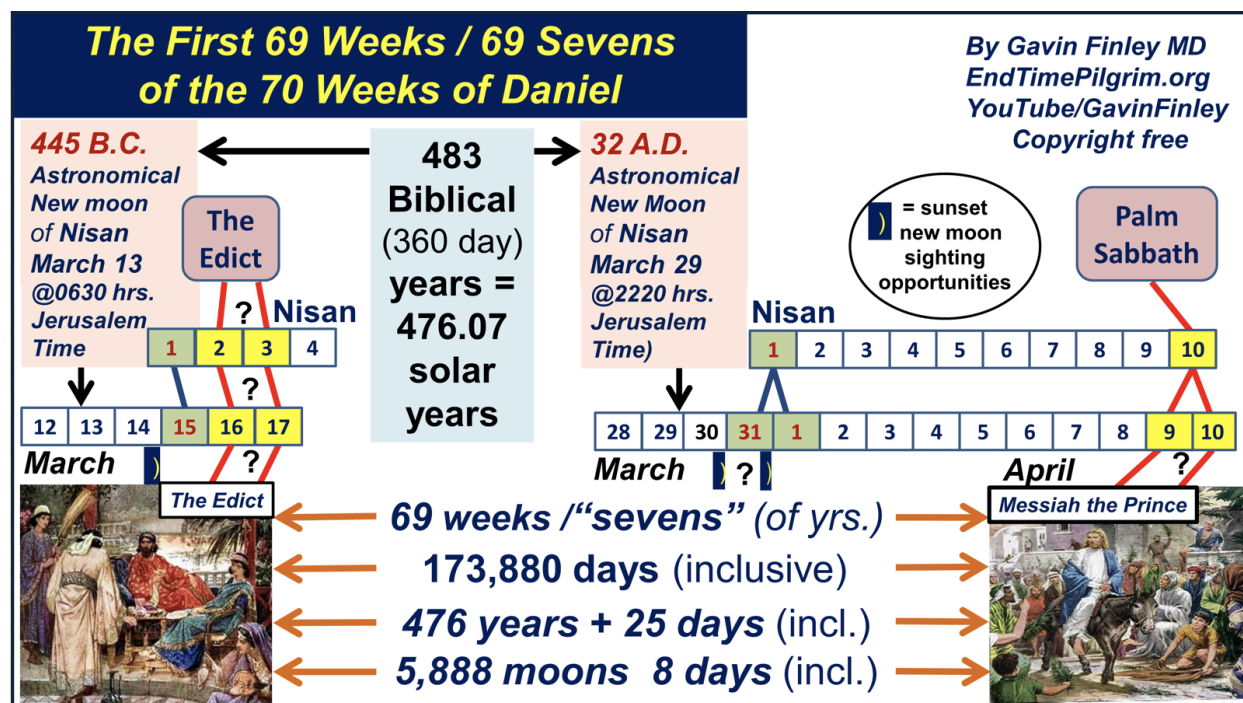 The First 69 Weeks / 69 Sevens
of the 70 Weeks of Daniel
By Gavin Finley MD
EndTimePilgrim.org
YouTube/GavinFinley
Copyright free
445 B.C.
Astronomical
New moon
of Nisan
March 13
@0630 hrs.
Jerusalem
Time
The
Edict
483
Biblical
(360 day)
years =
476.07
solar
years
32 A.D.
Astronomical
New Moon
of Nisan
March 29
@2220 hrs.
Jerusalem
Time)
)
= sunset
new moon
sighting
opportunities
Palm
Sabbath
? Nisan
1 2 3 4
?
12 13 14 15 16 17
March ) ?
The Edict
Nisan
1 2 3 4 5 6 7 8 9 10
28 29 30 31 1 2 3 4 5 6 7 8 9 10
March ) ? ) April ?
Messiah the Prince
69 weeks /“sevens” (of yrs.)
173,880 days (inclusive)
476 years + 25 days (incl.)
5,888 moons 8 days (incl.)